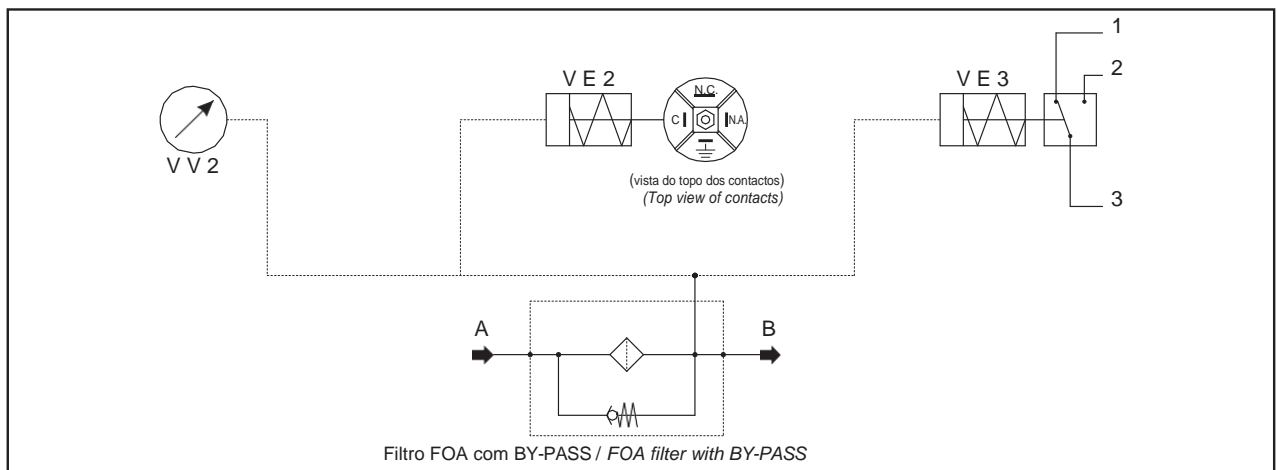 1
2
V E 2
V E 3
N.C.
C
N.A.
V V 2
(vista do topo dos contactos)
(Top view of contacts)
3
A
B
Filtro FOA com BY-PASS / FOA filter with BY-PASS